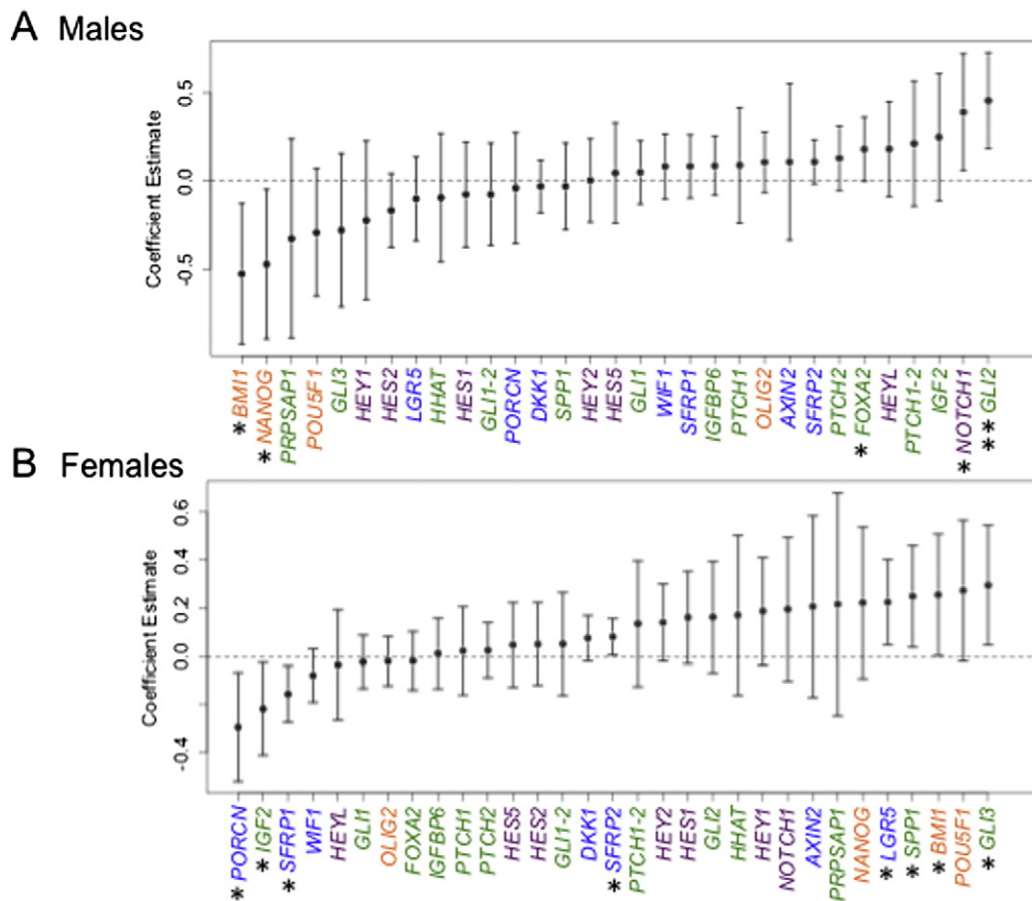 A Males
Coefficient Estimate
0.5
0.0
-0.5
* BMI1
* NANOG
PRPSAP1
POU5F1
GLI3
HEY1
HES2
LGR5
HHAT
HES1
GLI1-2
PORCN
DKK1
SPP1
HEY2
HES5
GLI1
WIF1
SFRP1
IGFBP6
PTCH1
OLIG2
AXIN2
SFRP2
PTCH2
* FOXA2
HEYL
PTCH1-2
IGF2
* NOTCH1
** GLI2
B Females
Coefficient Estimate
0.6
0.4
0.2
0.0
-0.4
* PORCN
* IGF2
* SFRP1
WIF1
HEYL
GLI1
OLIG2
FOXA2
IGFBP6
PTCH1
PTCH2
HES5
HES2
GLI1-2
DKK1
* SFRP2
PTCH1-2
HEY2
HES1
GLI2
HHAT
HEY1
NOTCH1
AXIN2
PRPSAP1
NANOG
* LGR5
* SPP1
* BMI1
POU5F1
* GLI3